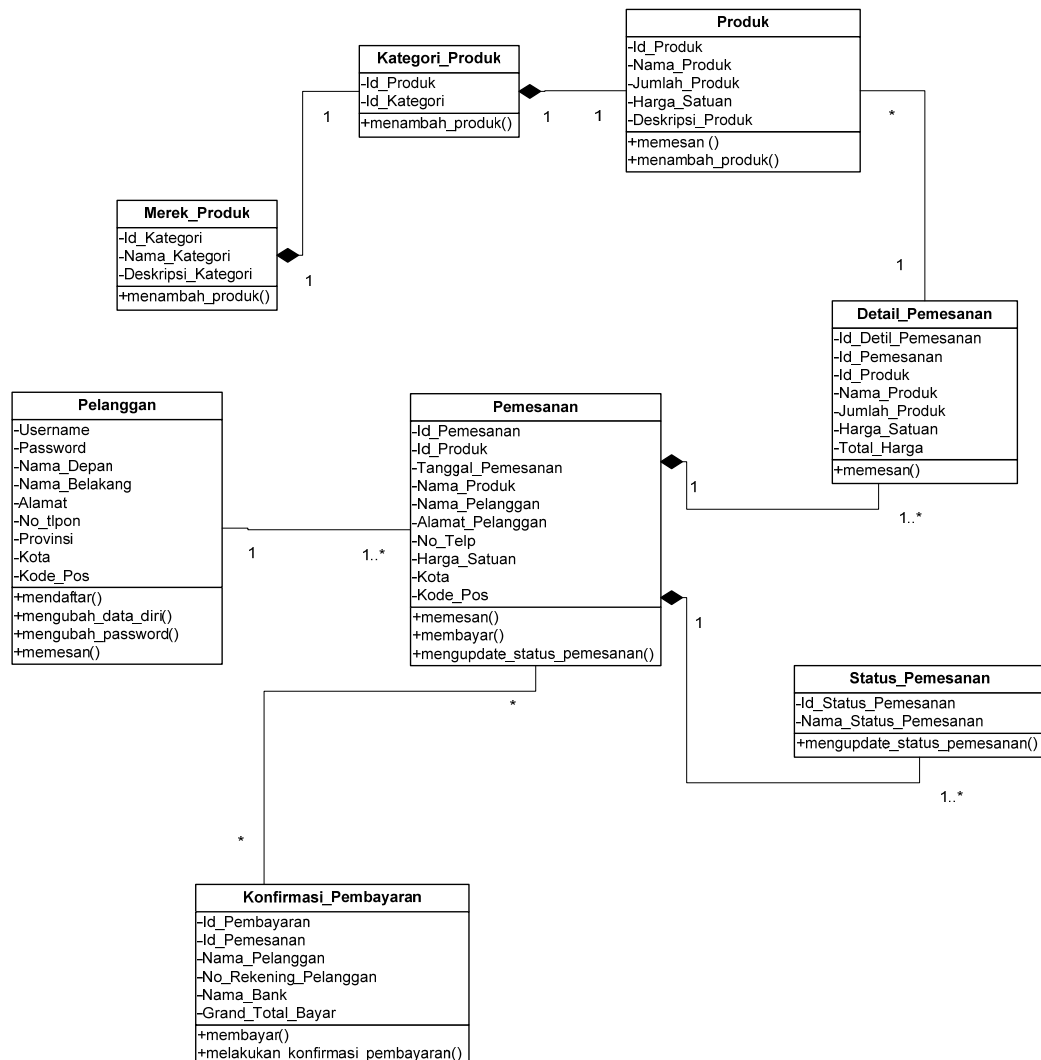 Produk
-Id_Produk
-Nama_Produk
-Jumlah_Produk
-Harga_Satuan
-Deskripsi_Produk
+memesan ()
+menambah_produk()
Kategori_Produk
-Id_Produk
-Id_Kategori
+menambah_produk()
1
1
1
*
Merek_Produk
-Id_Kategori
-Nama_Kategori
-Deskripsi_Kategori
+menambah_produk()
1
1
Detail_Pemesanan
-Id_Detil_Pemesanan
-Id_Pemesanan
-Id_Produk
-Nama_Produk
-Jumlah_Produk
-Harga_Satuan
-Total_Harga
+memesan()
Pelanggan
-Username
-Password
-Nama_Depan
-Nama_Belakang
-Alamat
-No_tlpon
-Provinsi
-Kota
-Kode_Pos
+mendaftar()
+mengubah_data_diri()
+mengubah_password()
+memesan()
1
1..*
Pemesanan
-Id_Pemesanan
-Id_Produk
-Tanggal_Pemesanan
-Nama_Produk
-Nama_Pelanggan
-Alamat_Pelanggan
-No_Telp
-Harga_Satuan
-Kota
-Kode_Pos
+memesan()
+membayar()
+mengupdate_status_pemesanan()
1
1..*
1
Status_Pemesanan
-Id_Status_Pemesanan
-Nama_Status_Pemesanan
+mengupdate_status_pemesanan()
1..*
*
*
Konfirmasi_Pembayaran
-Id_Pembayaran
-Id_Pemesanan
-Nama_Pelanggan
-No_Rekening_Pelanggan
-Nama_Bank
-Grand_Total_Bayar
+membayar()
+melakukan_konfirmasi_pembayaran()